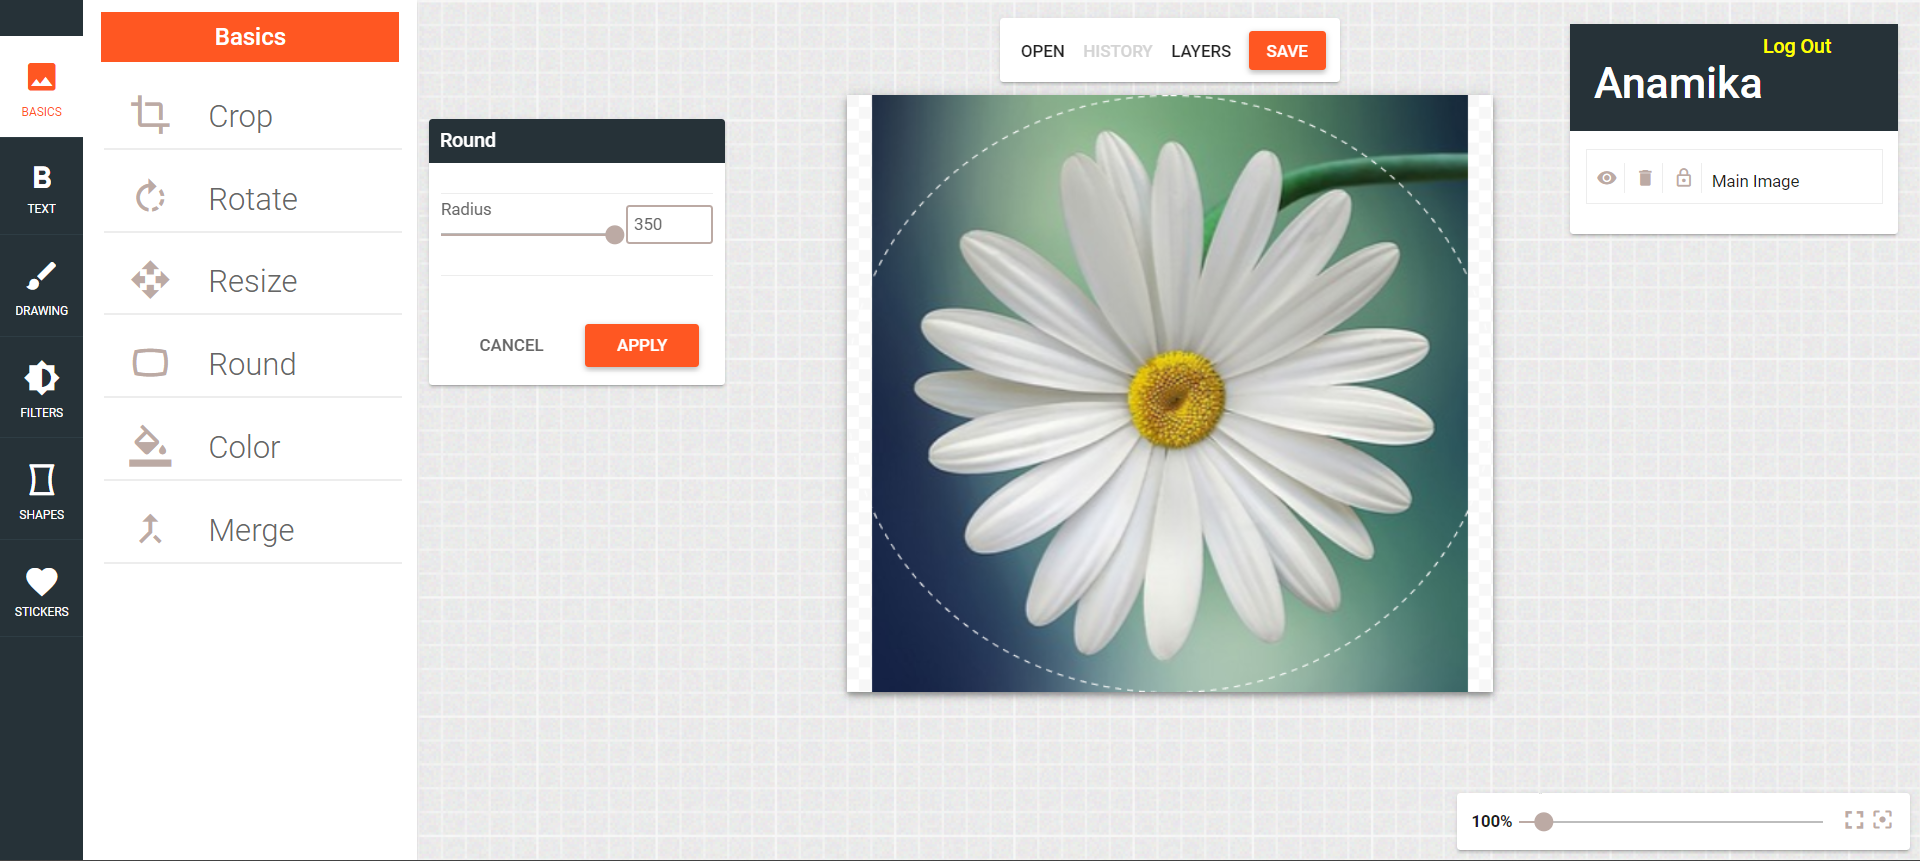 BASICS
TEXT
DRAWING
FILTERS
SHAPES
STICKERS
Basics
Crop
Rotate
Resize
Round
Color
Merge
Round
Radius
350
CANCEL APPLY
OPEN HISTORY LAYERS SAVE
Log Out
Anamika
Main Image
100%